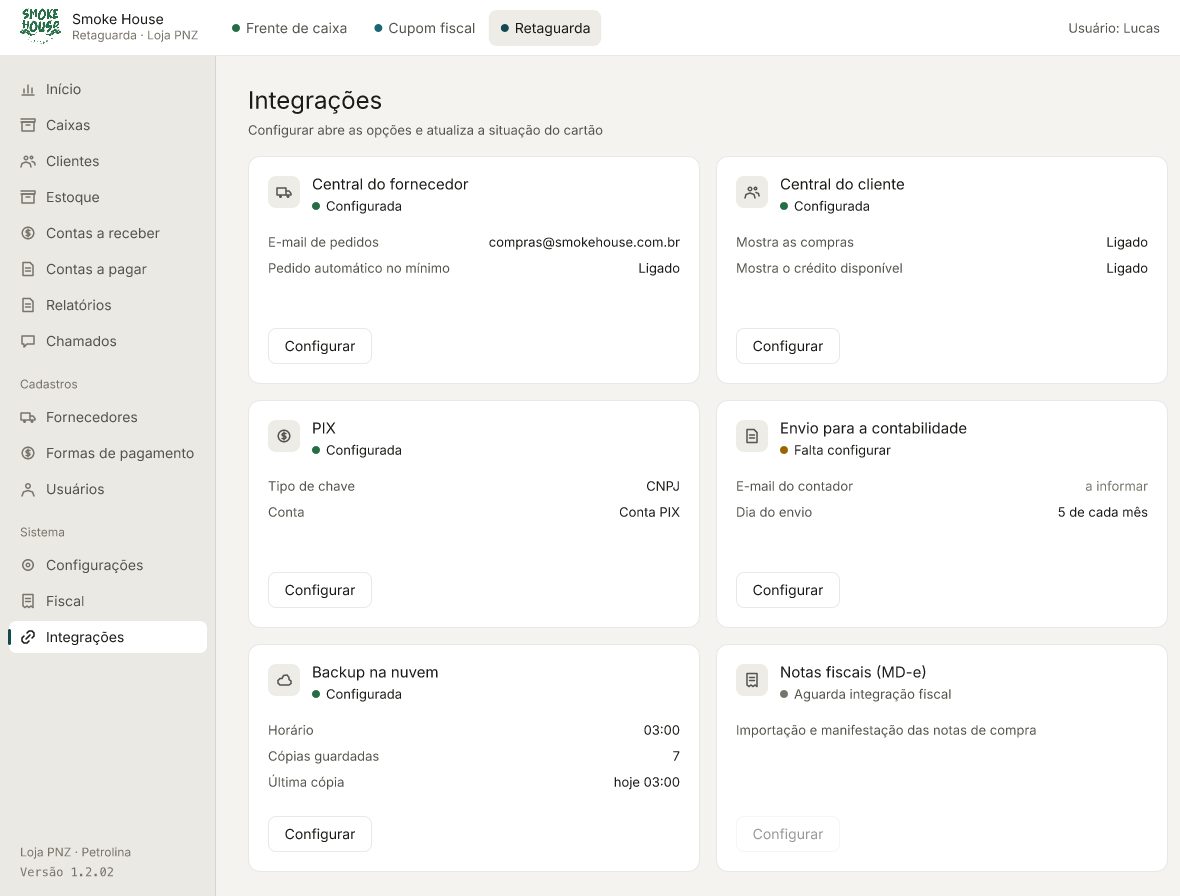 SMOKE
HOUSE
Smoke House
Retaguarda · Loja PNZ
Frente de caixa
Cupom fiscal
Retaguarda
Usuário: Lucas
Início
Caixas
Clientes
Estoque
Contas a receber
Contas a pagar
Relatórios
Chamados
Cadastros
Fornecedores
Formas de pagamento
Usuários
Sistema
Configurações
Fiscal
Integrações
Loja PNZ · Petrolina
Versão 1.2.02
Integrações
Configurar abre as opções e atualiza a situação do cartão
Central do fornecedor
Configurada
E-mail de pedidos compras@smokehouse.com.br
Pedido automático no mínimo Ligado
Configurar
Central do cliente
Configurada
Mostra as compras Ligado
Mostra o crédito disponível Ligado
Configurar
PIX
Configurada
Tipo de chave CNPJ
Conta Conta PIX
Configurar
Envio para a contabilidade
Falta configurar
E-mail do contador a informar
Dia do envio 5 de cada mês
Configurar
Backup na nuvem
Configurada
Horário 03:00
Cópias guardadas 7
Última cópia hoje 03:00
Configurar
Notas fiscais (MD-e)
Aguarda integração fiscal
Importação e manifestação das notas de compra
Configurar